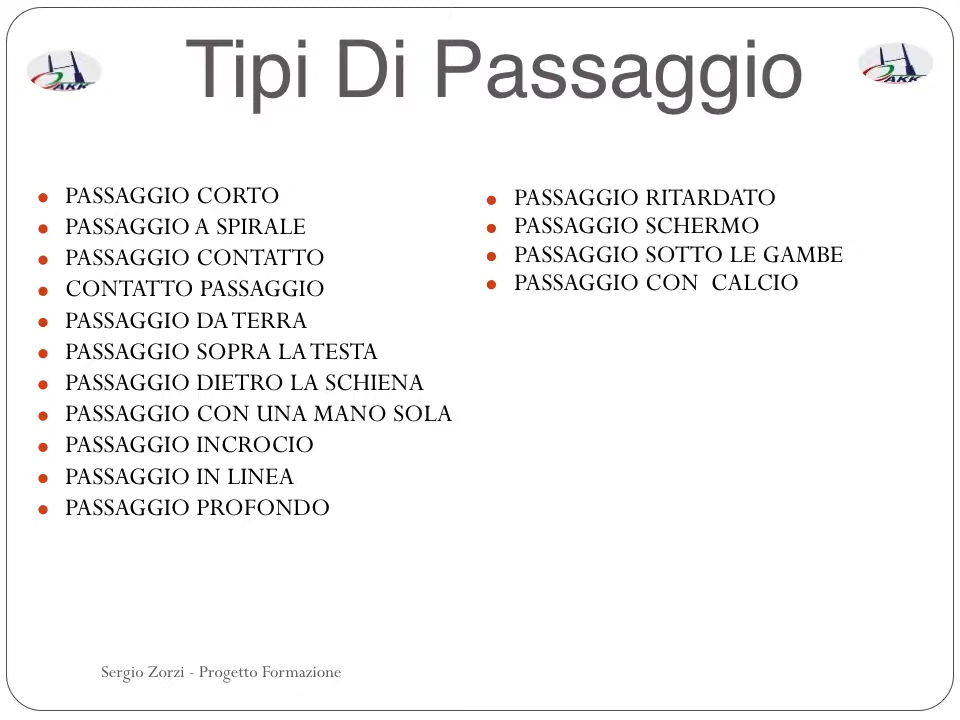 Tipi Di Passaggio
PASSAGGIO CORTO
PASSAGGIO A SPIRALE
PASSAGGIO CONTATTO
CONTATTO PASSAGGIO
PASSAGGIO DA TERRA
PASSAGGIO SOPRA LA TESTA
PASSAGGIO DIETRO LA SCHIENA
PASSAGGIO CON UNA MANO SOLA
PASSAGGIO INCROCIO
PASSAGGIO IN LINEA
PASSAGGIO PROFONDO
PASSAGGIO RITARDATO
PASSAGGIO SCHERMO
PASSAGGIO SOTTO LE GAMBE
PASSAGGIO CON CALCIO
Sergio Zorzi - Progetto Formazione